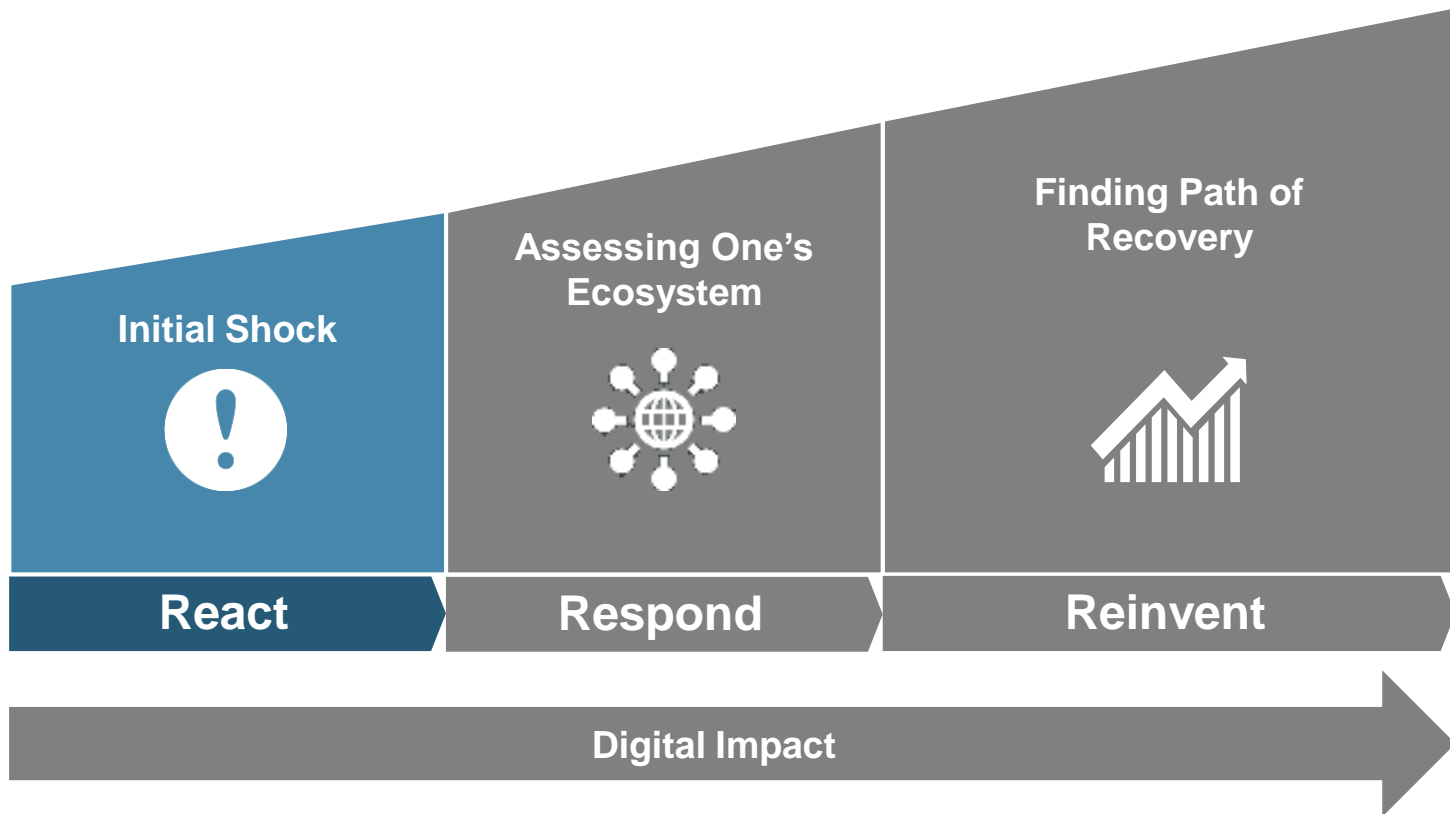 Initial Shock
Assessing One’s
Ecosystem
Finding Path of
Recovery
React
Respond
Reinvent
Digital Impact